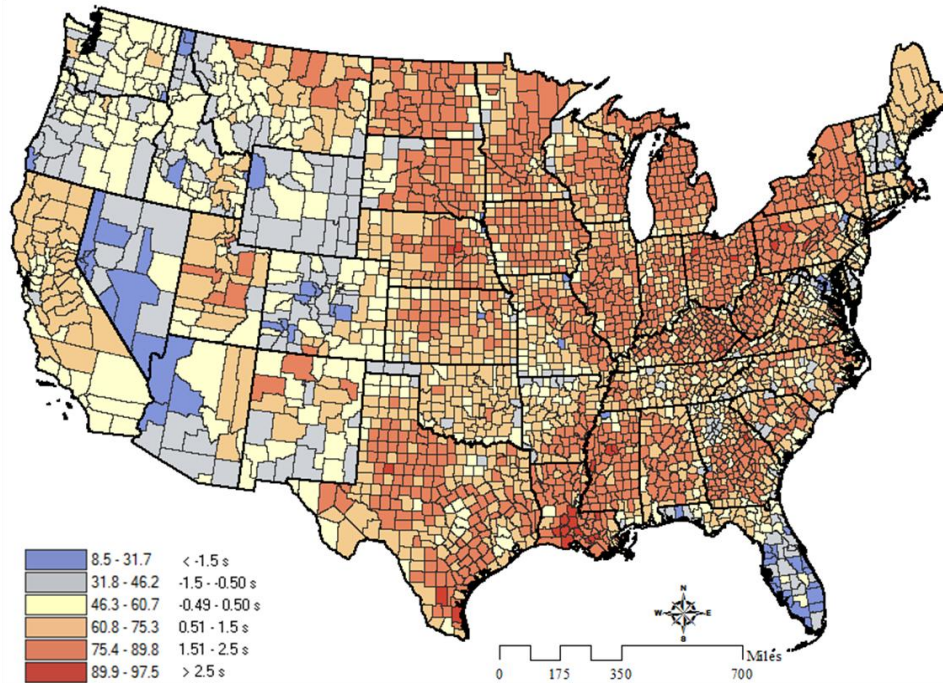 8.5 - 31.7 < -1.5 s
31.8 - 46.2 -1.5 - -0.50 s
46.3 - 60.7 -0.49 - 0.50 s
60.8 - 75.3 0.51 - 1.5 s
75.4 - 89.8 1.51 - 2.5 s
89.9 - 97.5 > 2.5 s
N
W E
S
Miles
0 175 350 700